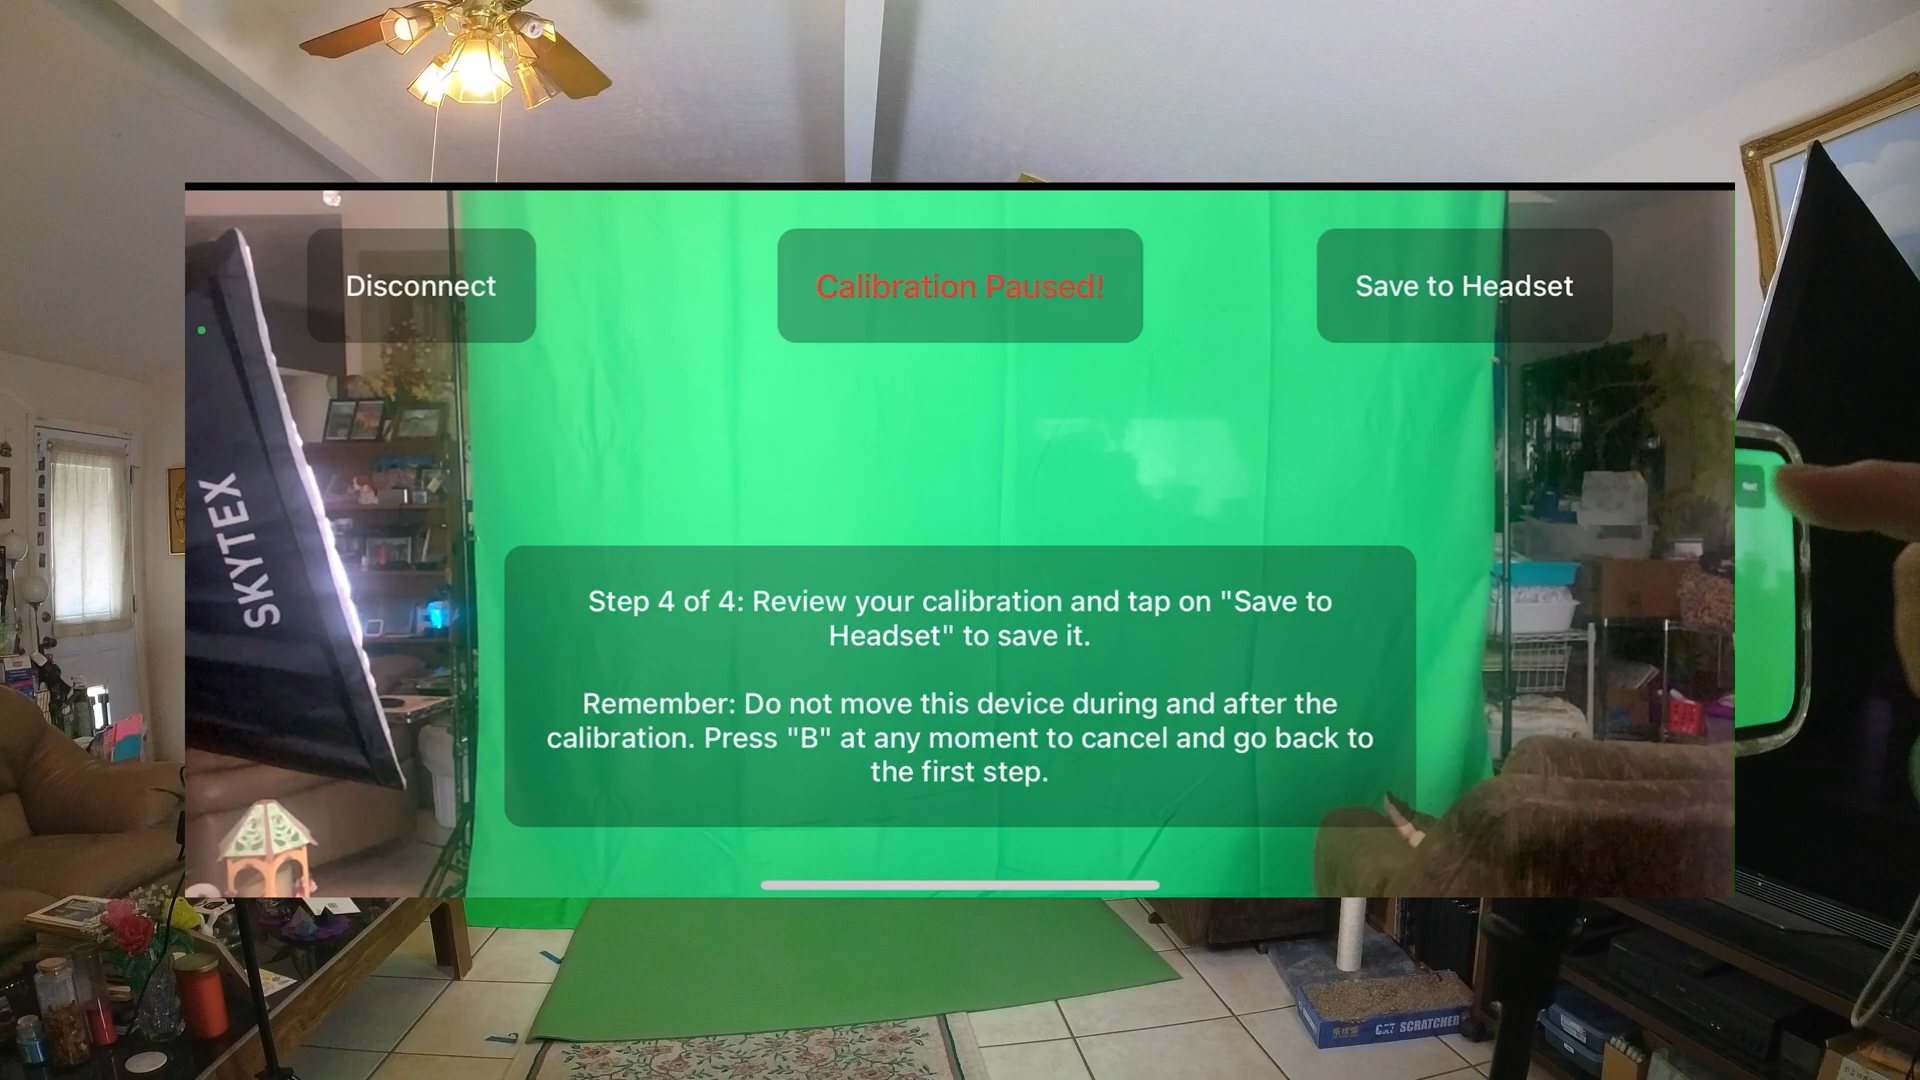 Disconnect
Calibration Paused!
Save to Headset
SKYTEX
Step 4 of 4: Review your calibration and tap on "Save to
Headset" to save it.
Remember: Do not move this device during and after the
calibration. Press "B" at any moment to cancel and go back to
the first step.
CAT SCRATCHER